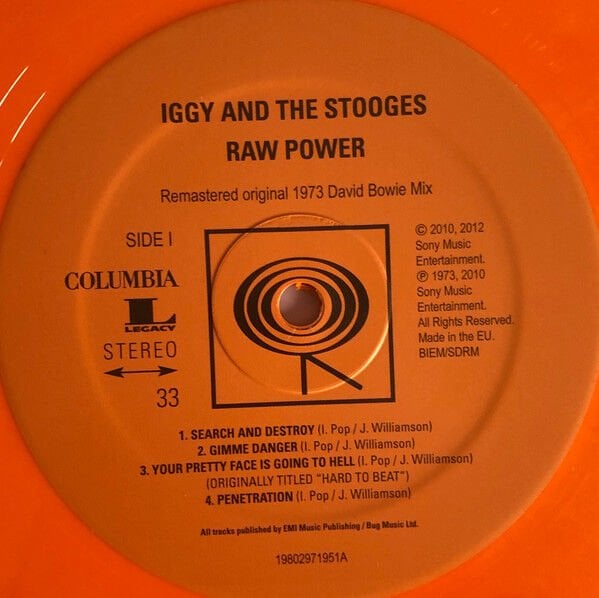 IGGY AND THE STOOGES
RAW POWER
Remastered original 1973 David Bowie Mix
SIDE I
COLUMBIA
L
LEGACY
STEREO
33
© 2010, 2012
Sony Music
Entertainment.
℗ 1973, 2010
Sony Music
Entertainment.
All Rights Reserved.
Made in the EU.
BIEM/SDRM
1. SEARCH AND DESTROY (I. Pop / J. Williamson)
2. GIMME DANGER (I. Pop / J. Williamson)
3. YOUR PRETTY FACE IS GOING TO HELL (I. Pop / J. Williamson)
(ORIGINALLY TITLED "HARD TO BEAT")
4. PENETRATION (I. Pop / J. Williamson)
All tracks published by EMI Music Publishing / Bug Music Ltd.
19802971951A